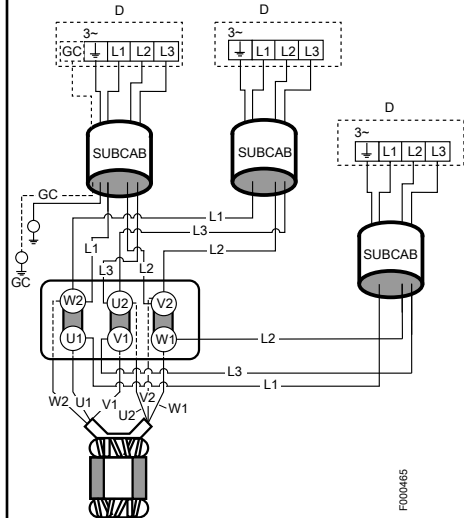 D
D
3~
GC L1 L2 L3
3~
L1 L2 L3
D
3~
L1 L2 L3
SUBCAB
SUBCAB
SUBCAB
GC
GC
L1
L3
L2
L1
L3
L2
W2 U2 V2
U1 V1 W1
L2
L3
L1
W2 U1 V1 U2 V2 W1
F000465